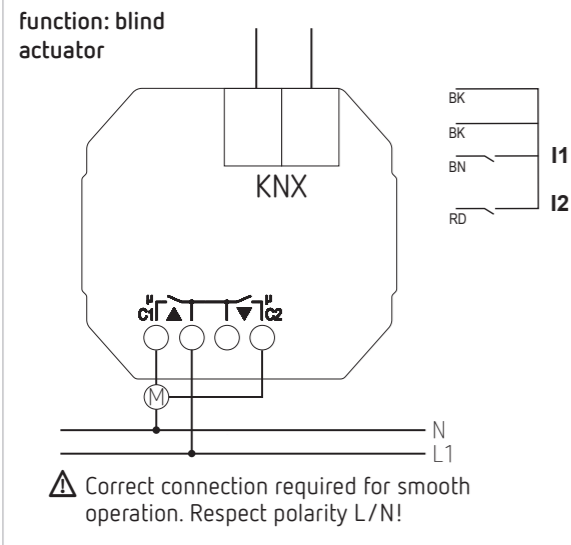 function: blind
actuator
BK
BK
BN
I1
I2
RD
KNX
µ
µ
C1 ▲ ▼ C2
M
N
L1
⚠ Correct connection required for smooth
operation. Respect polarity L/N!